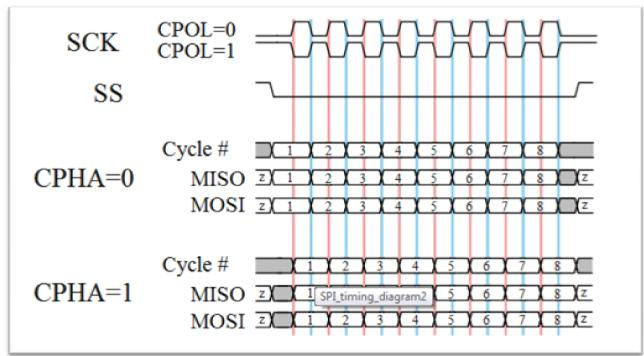 SCK CPOL=0
CPOL=1
SS
Cycle # 1 2 3 4 5 6 7 8
CPHA=0 MISO z 1 2 3 4 5 6 7 8 z
MOSI z 1 2 3 4 5 6 7 8 z
Cycle # 1 2 3 4 5 6 7 8
CPHA=1 MISO z 1 SPI_timing_diagram2 5 6 7 8 z
MOSI z 1 2 3 4 5 6 7 8 z